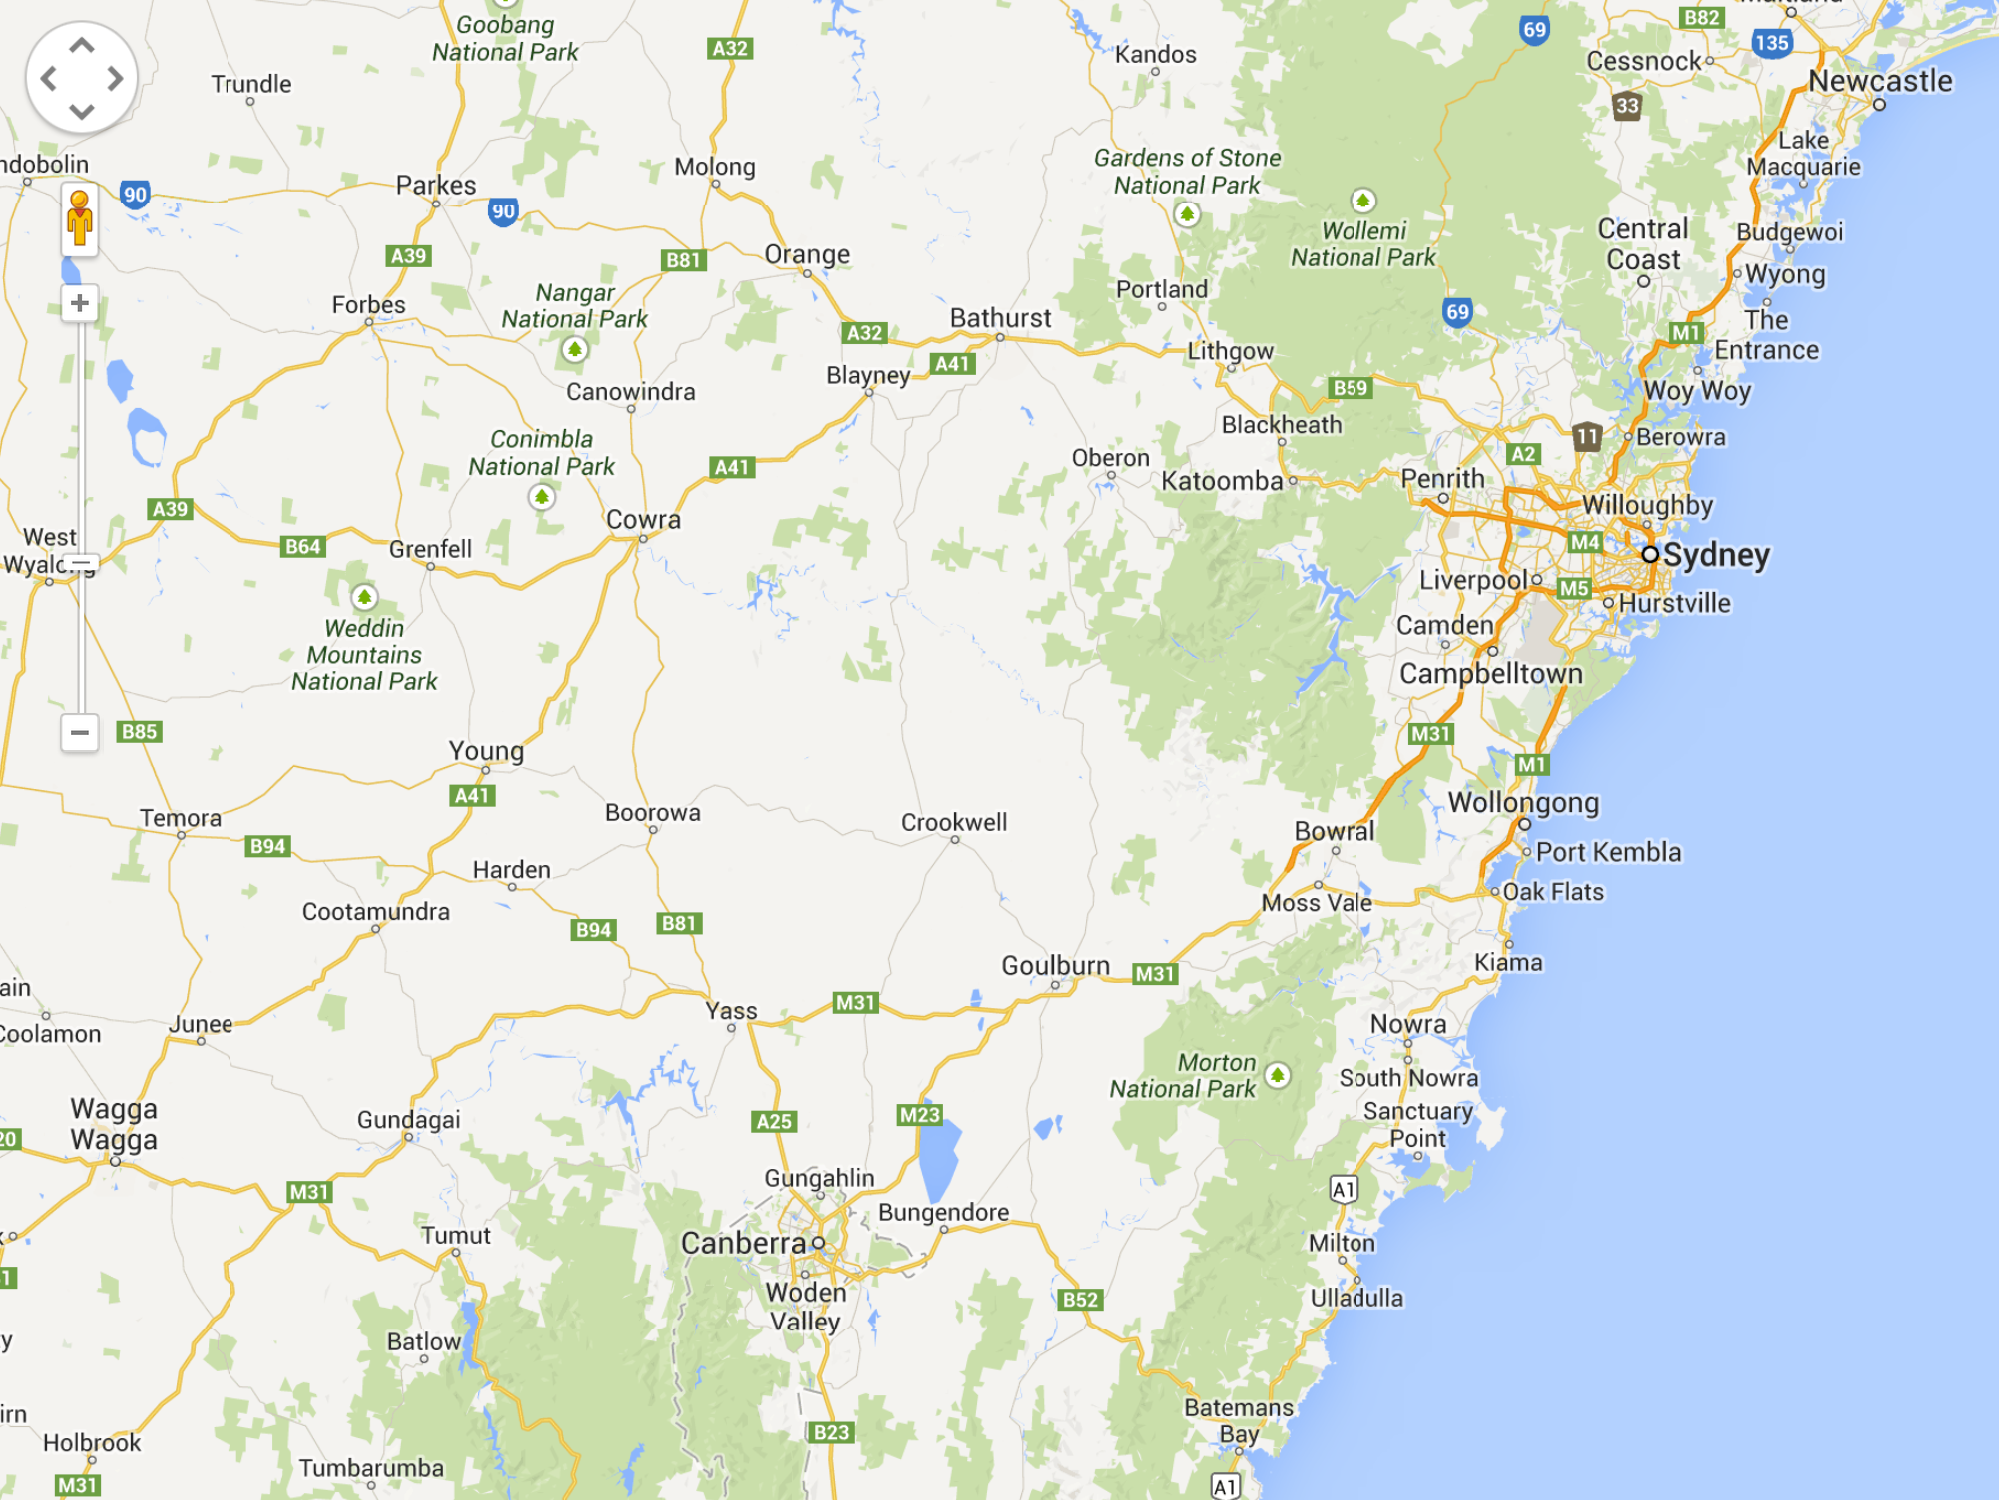 Goobang
National Park
A32
Kandos
69
B82
135
Cessnock
Newcastle
Trundle
33
Lake
Macquarie
Molong
Gardens of Stone
National Park
90
Parkes
90
Wollemi
National Park
Central
Coast
Budgewoi
A39
B81
Orange
Wyong
Portland
Forbes
Nangar
National Park
69
The
Entrance
M1
A32
Bathurst
Lithgow
A41
Blayney
Canowindra
B59
Woy Woy
Blackheath
11
Berowra
Conimbla
National Park
A41
Oberon
A2
Katoomba
Penrith
A39
Willoughby
West
Cowra
B64
Grenfell
M4
Sydney
Liverpool
M5
Hurstville
Weddin
Mountains
National Park
Camden
Campbelltown
B85
M31
Young
M1
A41
Wollongong
Temora
Boorowa
Crookwell
Bowral
B94
Port Kembla
Harden
Moss Vale
Oak Flats
Cootamundra
B94
B81
Kiama
Goulburn
M31
Yass
M31
Junee
Nowra
Morton
National Park
South Nowra
Wagga
Wagga
Gundagai
A25
M23
Sanctuary
Point
Gungahlin
M31
A1
Bungendore
Tumut
Canberra
Milton
Woden
Valley
B52
Ulladulla
Batlow
Batemans
Bay
B23
Holbrook
Tumbarumba
M31
A1